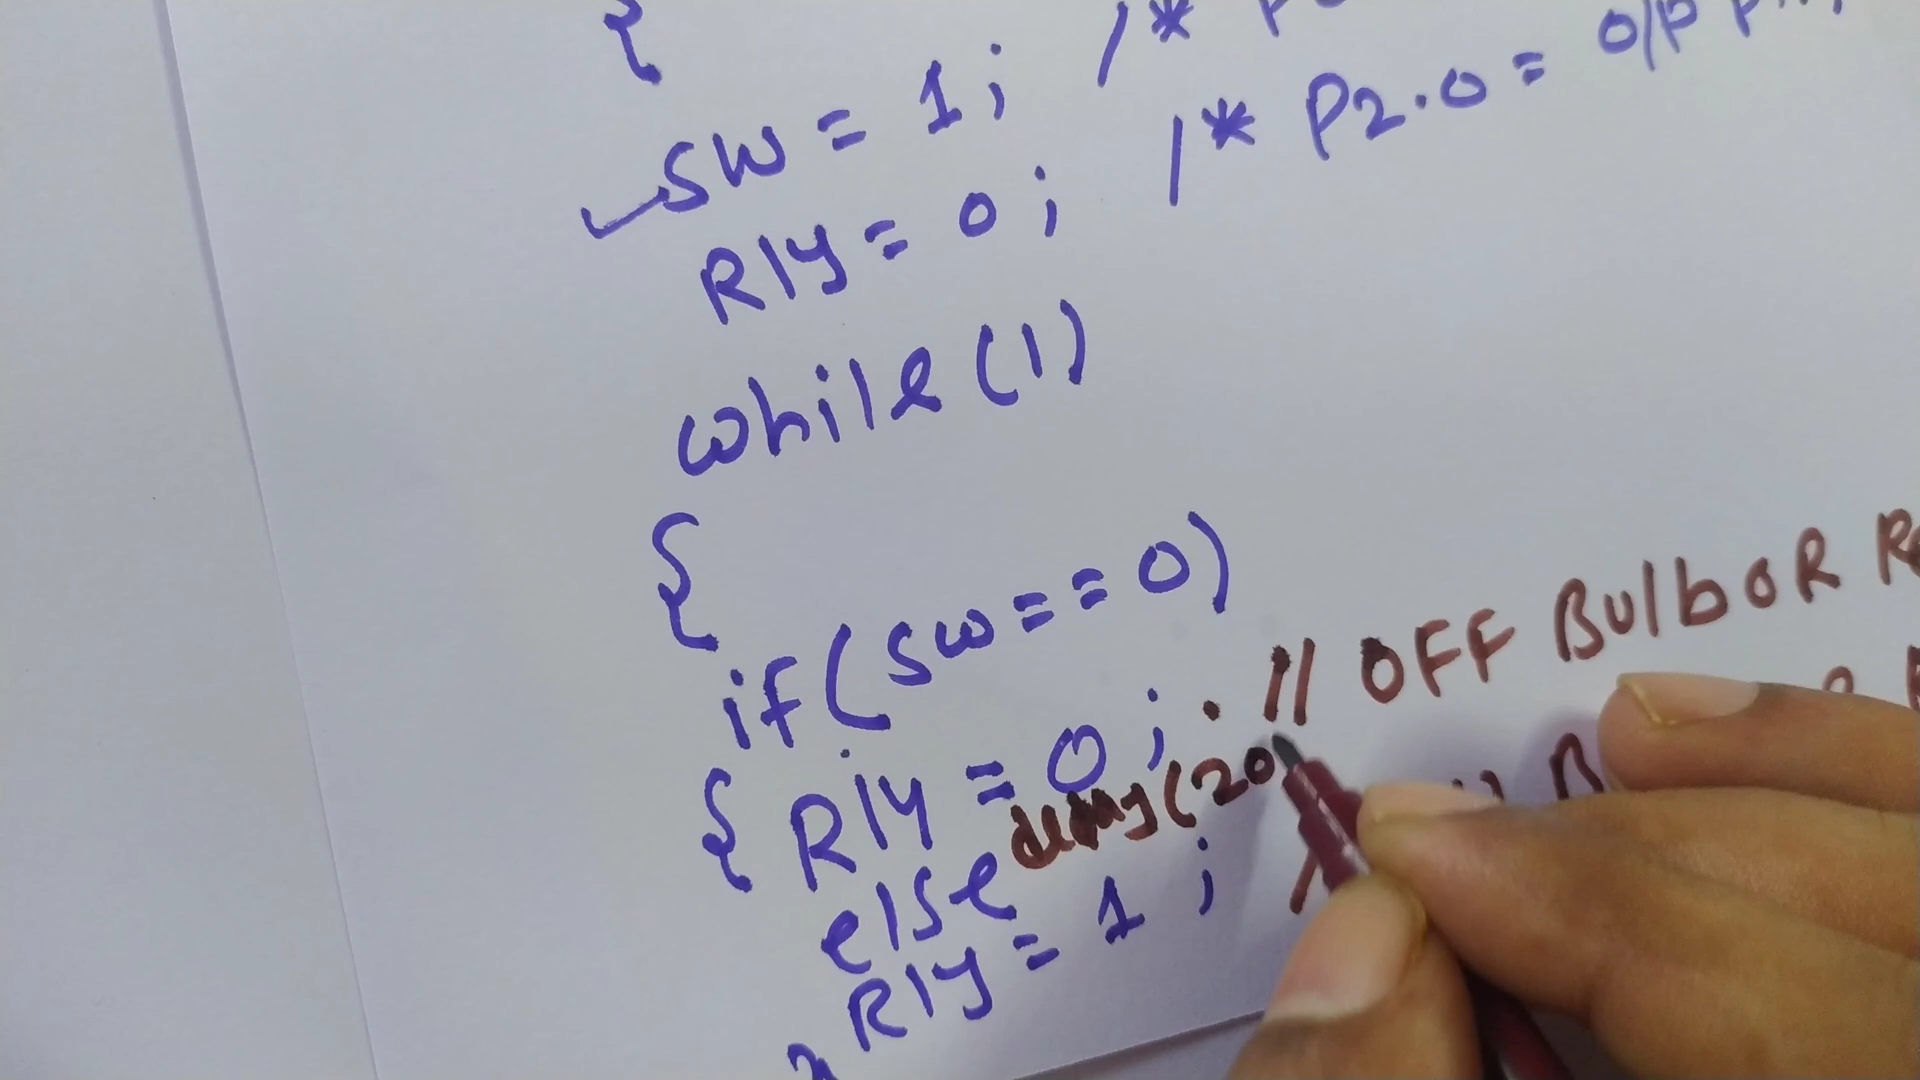 {
SW = 1; /*
Rly = 0; /* P2.0 = O/P
while (1)
{
if (SW == 0)
{ Rly = 0; // OFF Bulb OR
delay (20
else
Rly = 1;
}